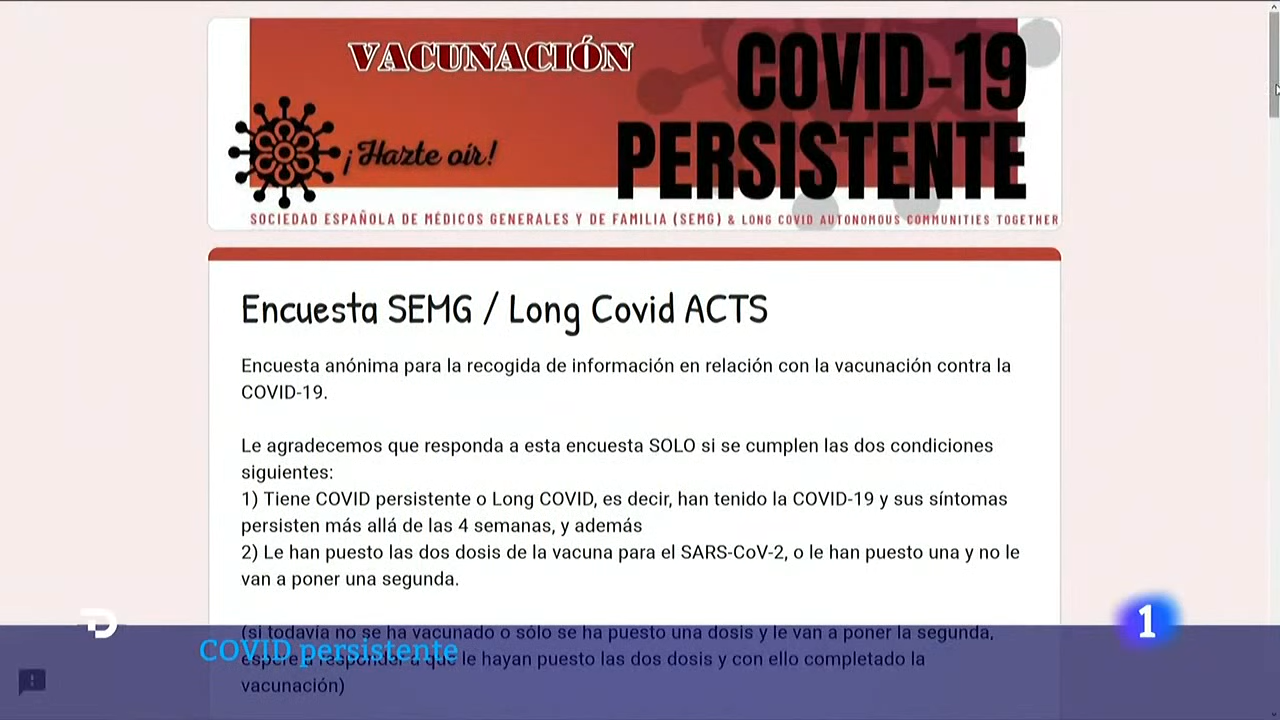 VACUNACIÓN
COVID-19
PERSISTENTE
¡Hazte oír!
SOCIEDAD ESPAÑOLA DE MÉDICOS GENERALES Y DE FAMILIA (SEMG) & LONG COVID AUTONOMOUS COMMUNITIES TOGETHER
Encuesta SEMG / Long Covid ACTS
Encuesta anónima para la recogida de información en relación con la vacunación contra la
COVID-19.
Le agradecemos que responda a esta encuesta SOLO si se cumplen las dos condiciones
siguientes:
1) Tiene COVID persistente o Long COVID, es decir, han tenido la COVID-19 y sus síntomas
persisten más allá de las 4 semanas, y además
2) Le han puesto las dos dosis de la vacuna para el SARS-CoV-2, o le han puesto una y no le
van a poner una segunda.
(si todavía no se ha vacunado o sólo se ha puesto una dosis y le van a poner la segunda,
espere a responder a que le hayan puesto las dos dosis y con ello completado la
vacunación)
COVID persistente
TD
1